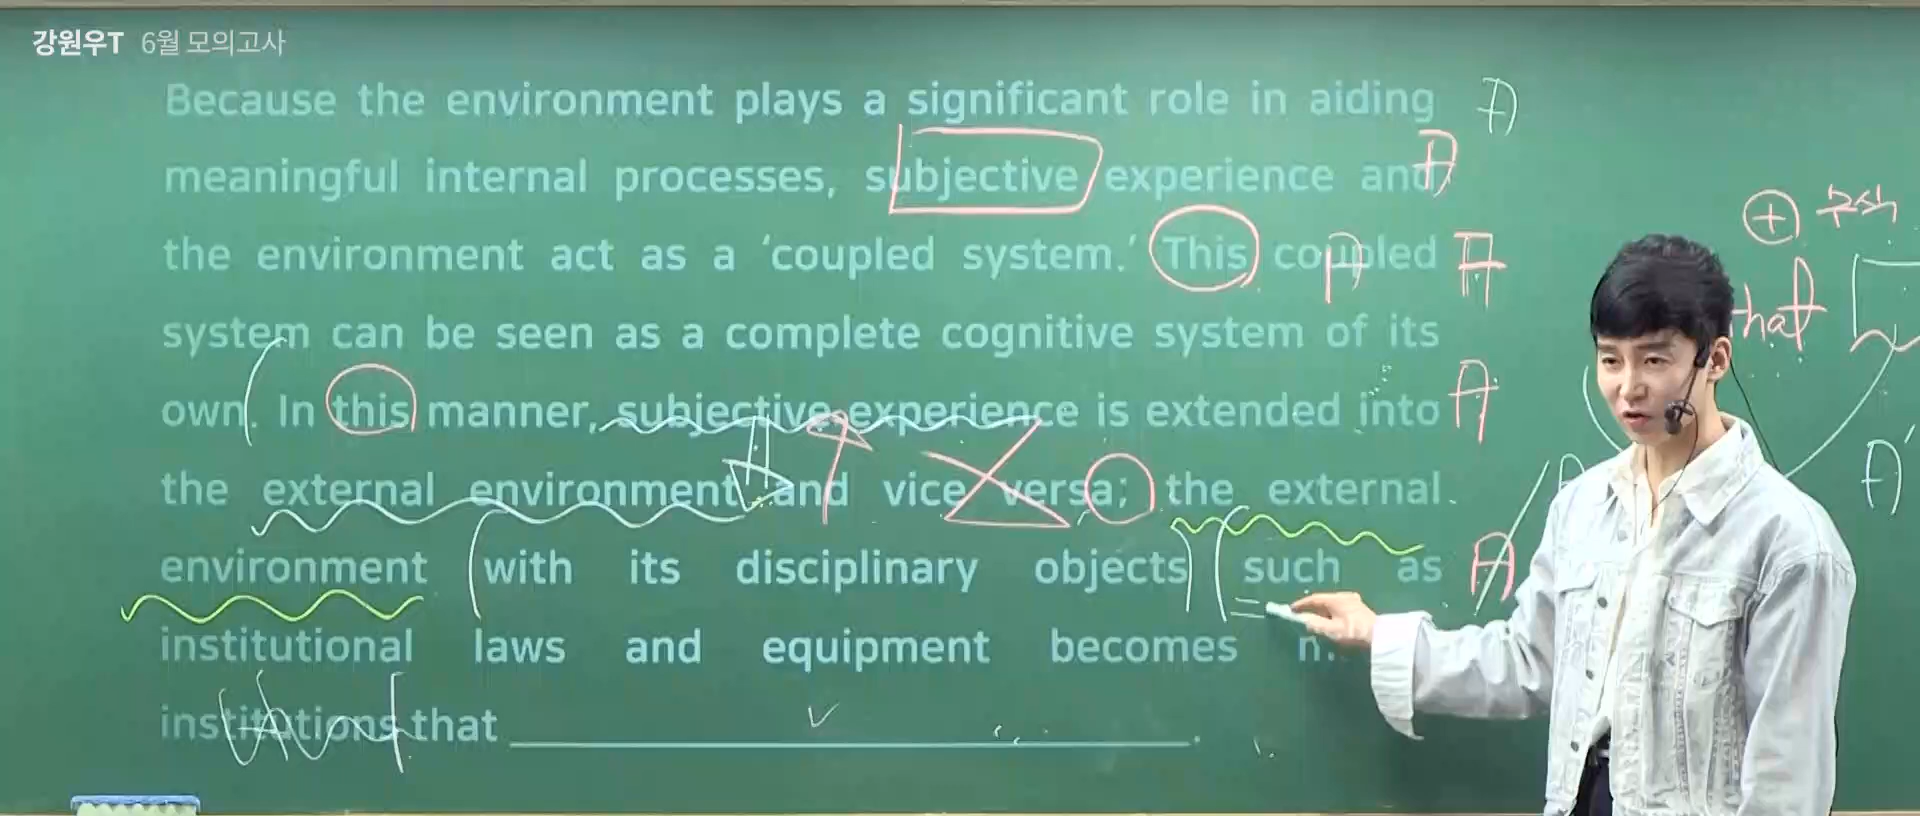 강원우T 6월 모의고사
Because the environment plays a significant role in aiding
meaningful internal processes, subjective experience and
the environment act as a ‘coupled system.’ This coupled
system can be seen as a complete cognitive system of its
own. In this manner, subjective experience is extended into
the external environment and vice versa; the external
environment with its disciplinary objects such as
institutional laws and equipment becomes
institutions that
A
A
A
A
A
A
A
A'
+
that